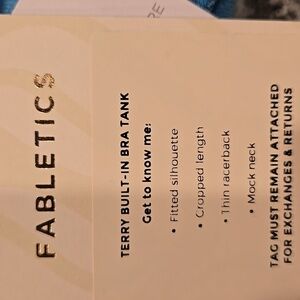 FABLETICS
TERRY BUILT-IN BRA TANK
Get to know me:
• Fitted silhouette
• Cropped length
• Thin racerback
• Mock neck
TAG MUST REMAIN ATTACHED
FOR EXCHANGES & RETURNS